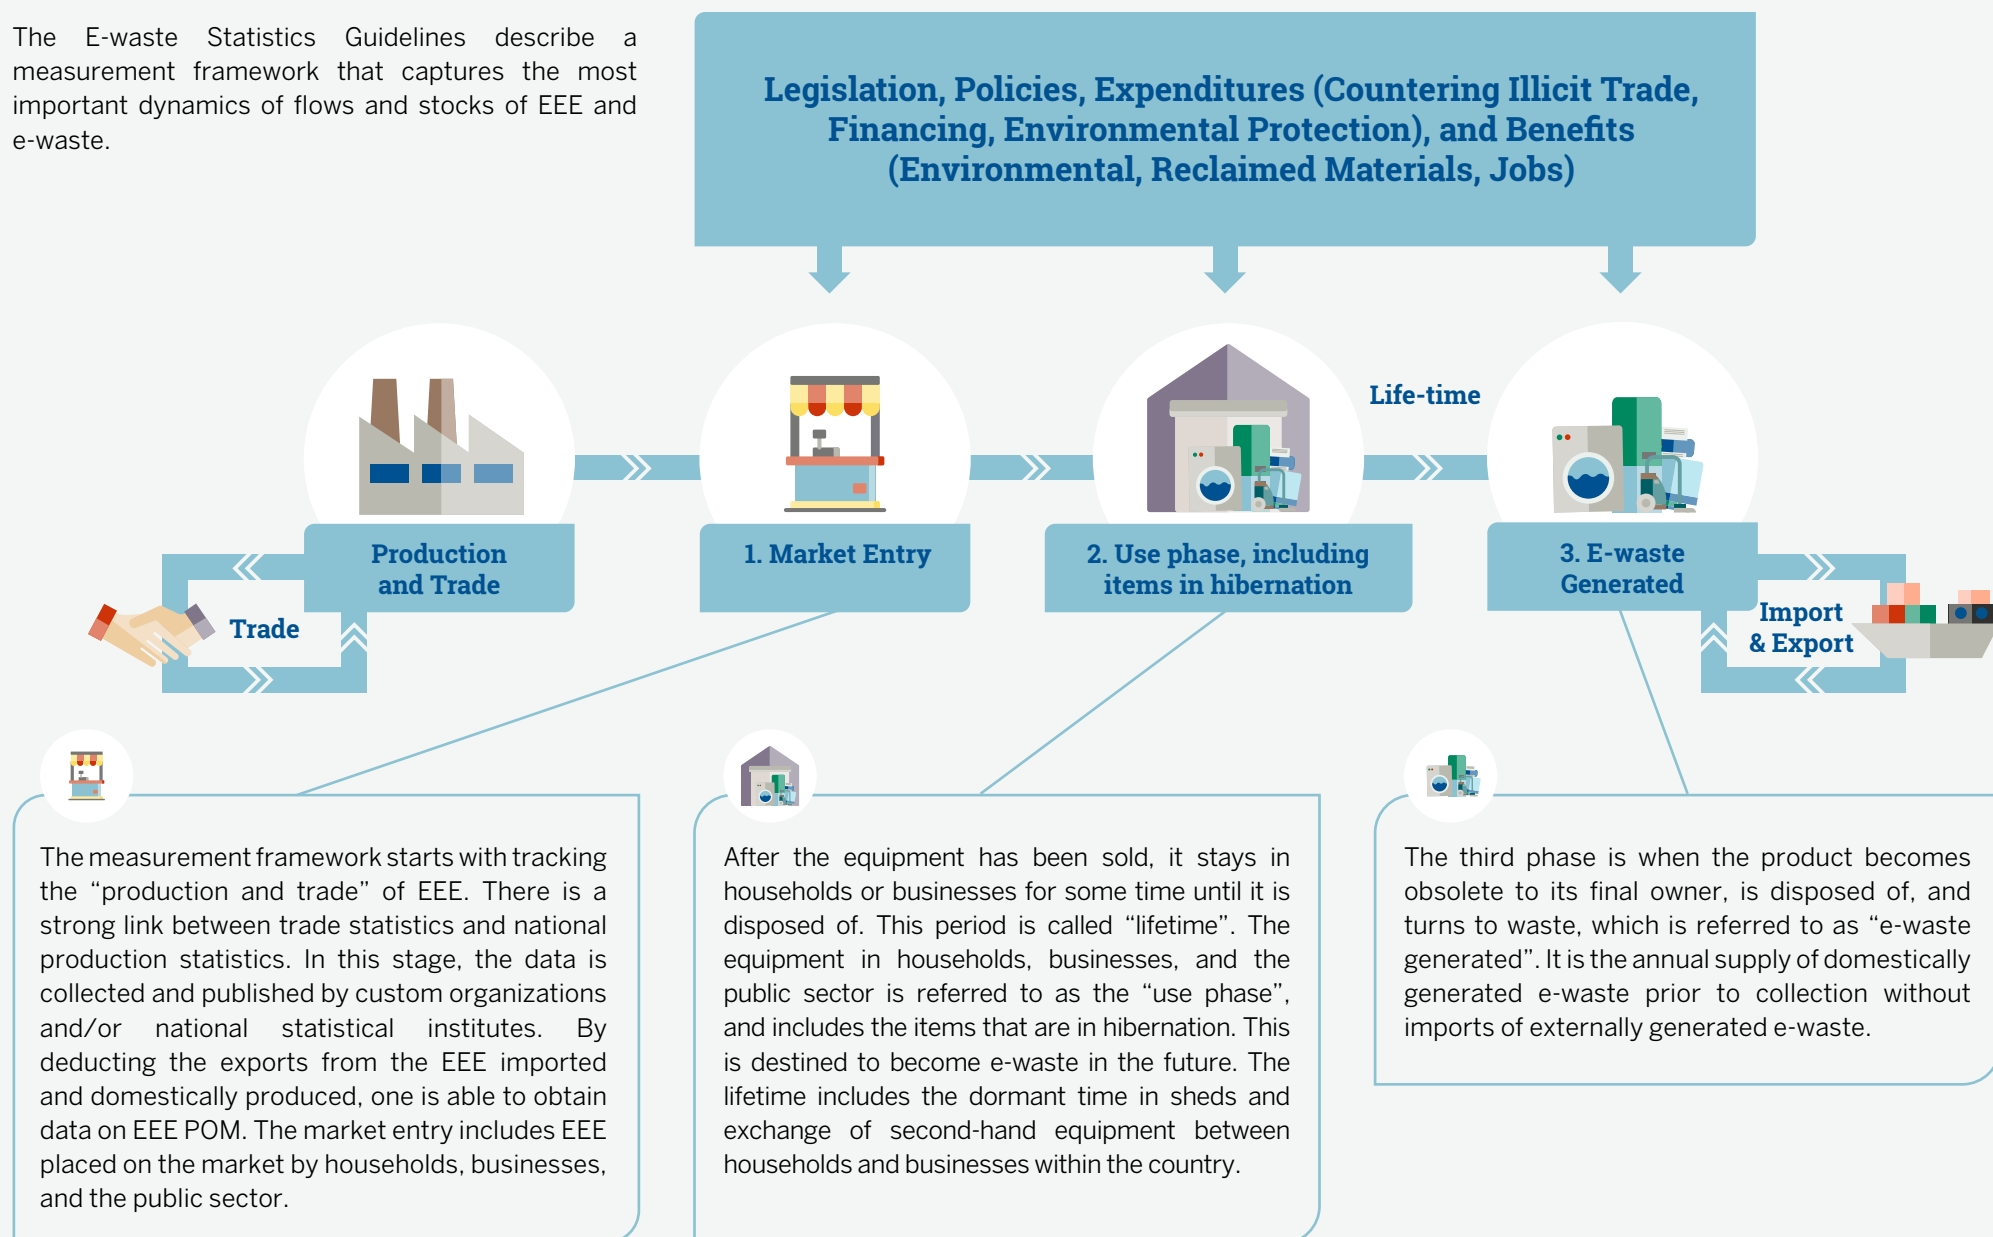 The E-waste Statistics Guidelines describe a
measurement framework that captures the most
important dynamics of flows and stocks of EEE and
e-waste.
Legislation, Policies, Expenditures (Countering Illicit Trade,
Financing, Environmental Protection), and Benefits
(Environmental, Reclaimed Materials, Jobs)
Life-time
Production
and Trade
1. Market Entry
2. Use phase, including
items in hibernation
3. E-waste
Generated
Trade
Import
& Export
The measurement framework starts with tracking
the “production and trade” of EEE. There is a
strong link between trade statistics and national
production statistics. In this stage, the data is
collected and published by custom organizations
and/or national statistical institutes. By
deducting the exports from the EEE imported
and domestically produced, one is able to obtain
data on EEE POM. The market entry includes EEE
placed on the market by households, businesses,
and the public sector.
After the equipment has been sold, it stays in
households or businesses for some time until it is
disposed of. This period is called “lifetime”. The
equipment in households, businesses, and the
public sector is referred to as the “use phase”,
and includes the items that are in hibernation. This
is destined to become e-waste in the future. The
lifetime includes the dormant time in sheds and
exchange of second-hand equipment between
households and businesses within the country.
The third phase is when the product becomes
obsolete to its final owner, is disposed of, and
turns to waste, which is referred to as “e-waste
generated”. It is the annual supply of domestically
generated e-waste prior to collection without
imports of externally generated e-waste.